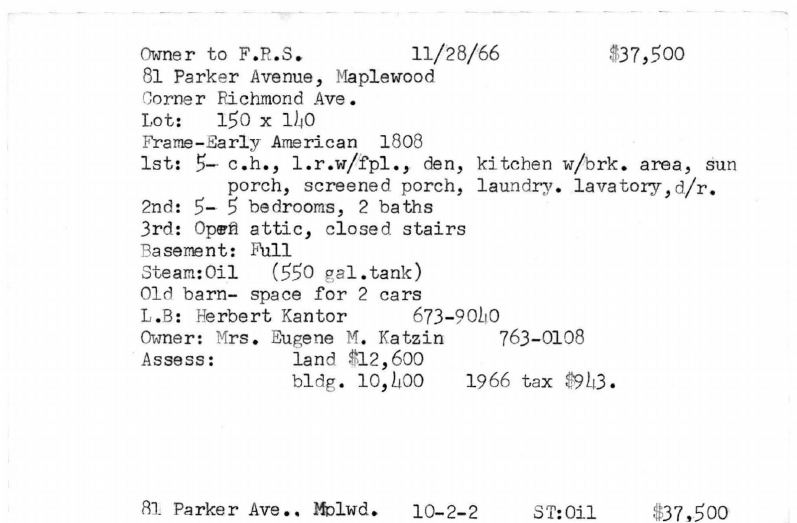 Owner to F.R.S. 11/28/66 $37,500
81 Parker Avenue, Maplewood
Corner Richmond Ave.
Lot: 150 x 140
Frame-Early American 1808
1st: 5- c.h., l.r.w/fpl., den, kitchen w/brk. area, sun
porch, screened porch, laundry. lavatory,d/r.
2nd: 5- 5 bedrooms, 2 baths
3rd: Open attic, closed stairs
Basement: Full
Steam:Oil (550 gal.tank)
Old barn- space for 2 cars
L.B: Herbert Kantor 673-9040
Owner: Mrs. Eugene M. Katzin 763-0108
Assess: land $12,600
bldg. 10,400 1966 tax $943.
81 Parker Ave.. Mplwd. 10-2-2 ST:Oil $37,500